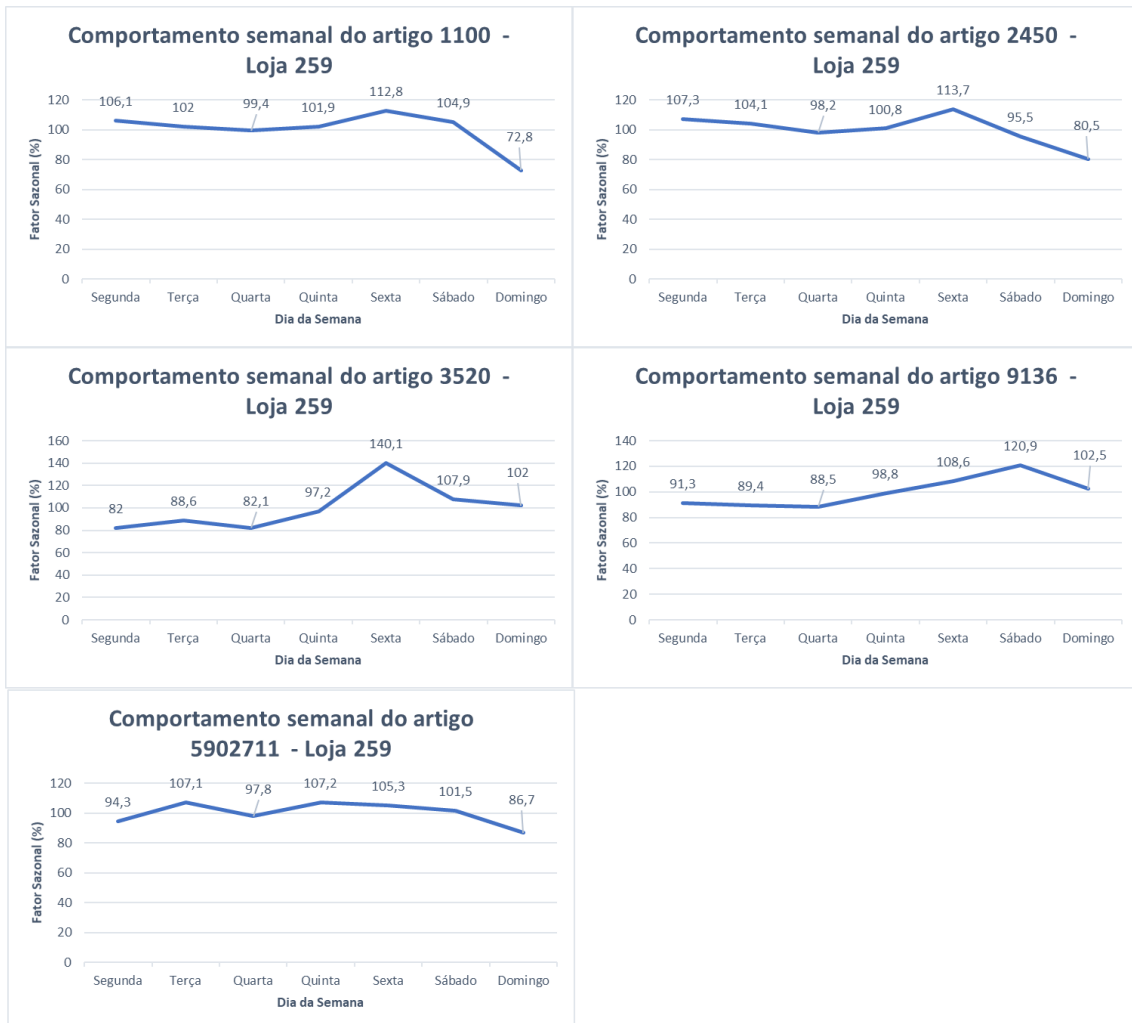 Comportamento semanal do artigo 1100 -
Loja 259
Fator Sazonal (%)
120
100
80
60
40
20
0
106,1
102
99,4
101,9
112,8
104,9
72,8
Segunda Terça Quarta Quinta Sexta Sábado Domingo
Dia da Semana
Comportamento semanal do artigo 2450 -
Loja 259
Fator Sazonal (%)
120
100
80
60
40
20
0
107,3
104,1
98,2
100,8
113,7
95,5
80,5
Segunda Terça Quarta Quinta Sexta Sábado Domingo
Dia da Semana
Comportamento semanal do artigo 3520 -
Loja 259
Fator Sazonal (%)
160
140
120
100
80
60
40
20
0
82
88,6
82,1
97,2
140,1
107,9
102
Segunda Terça Quarta Quinta Sexta Sábado Domingo
Dia da Semana
Comportamento semanal do artigo 9136 -
Loja 259
Fator Sazonal (%)
140
120
100
80
60
40
20
0
91,3
89,4
88,5
98,8
108,6
120,9
102,5
Segunda Terça Quarta Quinta Sexta Sábado Domingo
Dia da Semana
Comportamento semanal do artigo
5902711 - Loja 259
Fator Sazonal (%)
120
100
80
60
40
20
0
94,3
107,1
97,8
107,2
105,3
101,5
86,7
Segunda Terça Quarta Quinta Sexta Sábado Domingo
Dia da Semana